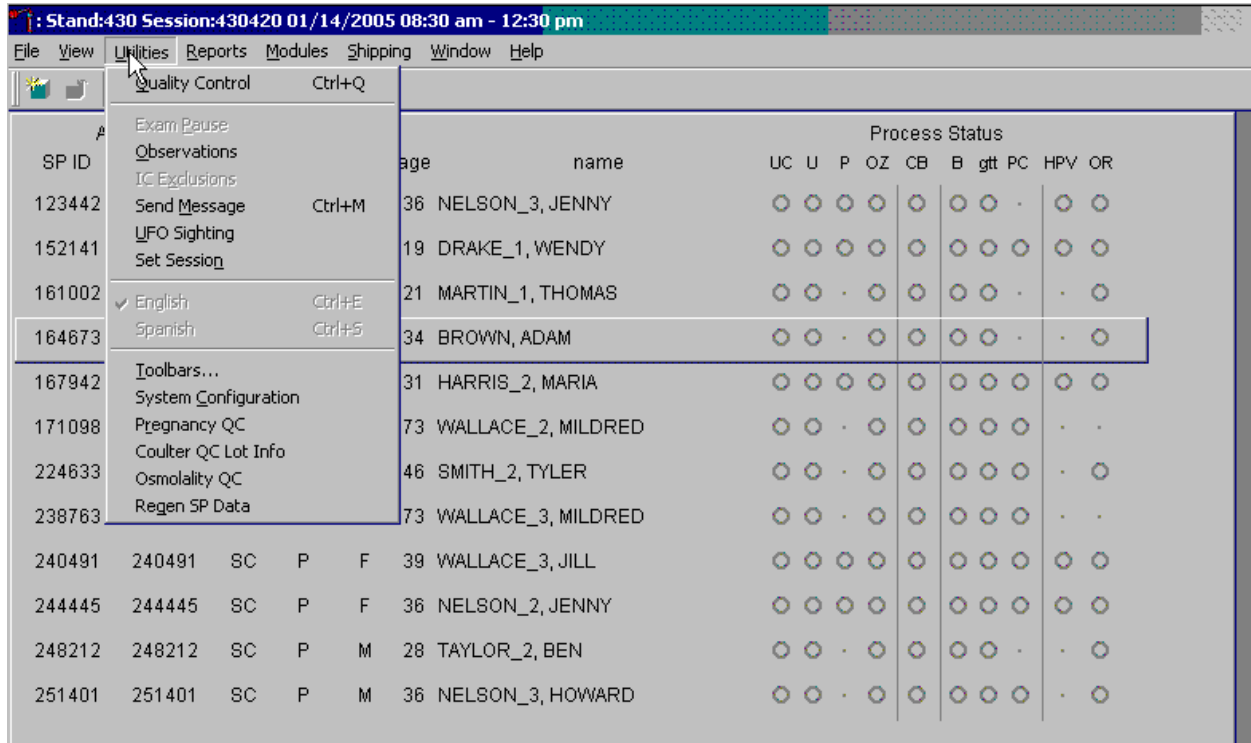 : Stand:430 Session:430420 01/14/2005 08:30 am - 12:30 pm
File View Utilities Reports Modules Shipping Window Help
Quality Control Ctrl+Q
Exam Pause
Observations
IC Exclusions
Send Message Ctrl+M
UFO Sighting
Set Session
English Ctrl+E
Spanish Ctrl+S
Toolbars...
System Configuration
Pregnancy QC
Coulter QC Lot Info
Osmolality QC
Regen SP Data
A Process Status
SP ID age name UC U P OZ CB B gtt PC HPV OR
123442 36 NELSON_3, JENNY
152141 19 DRAKE_1, WENDY
161002 21 MARTIN_1, THOMAS
164673 34 BROWN, ADAM
167942 31 HARRIS_2, MARIA
171098 73 WALLACE_2, MILDRED
224633 46 SMITH_2, TYLER
238763 73 WALLACE_3, MILDRED
240491 240491 SC P F 39 WALLACE_3, JILL
244445 244445 SC P F 36 NELSON_2, JENNY
248212 248212 SC P M 28 TAYLOR_2, BEN
251401 251401 SC P M 36 NELSON_3, HOWARD